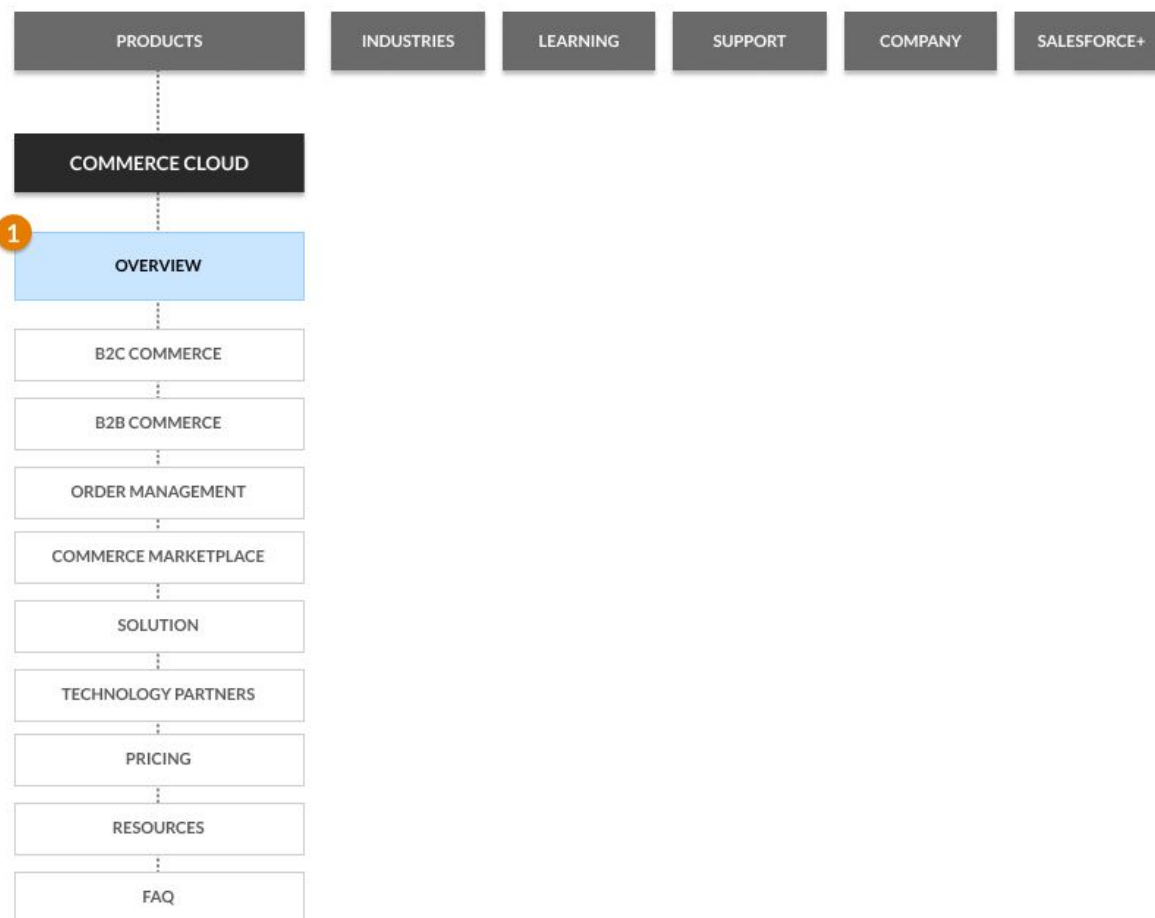 PRODUCTS
INDUSTRIES
LEARNING
SUPPORT
COMPANY
SALESFORCE+
COMMERCE CLOUD
1
OVERVIEW
B2C COMMERCE
B2B COMMERCE
ORDER MANAGEMENT
COMMERCE MARKETPLACE
SOLUTION
TECHNOLOGY PARTNERS
PRICING
RESOURCES
FAQ